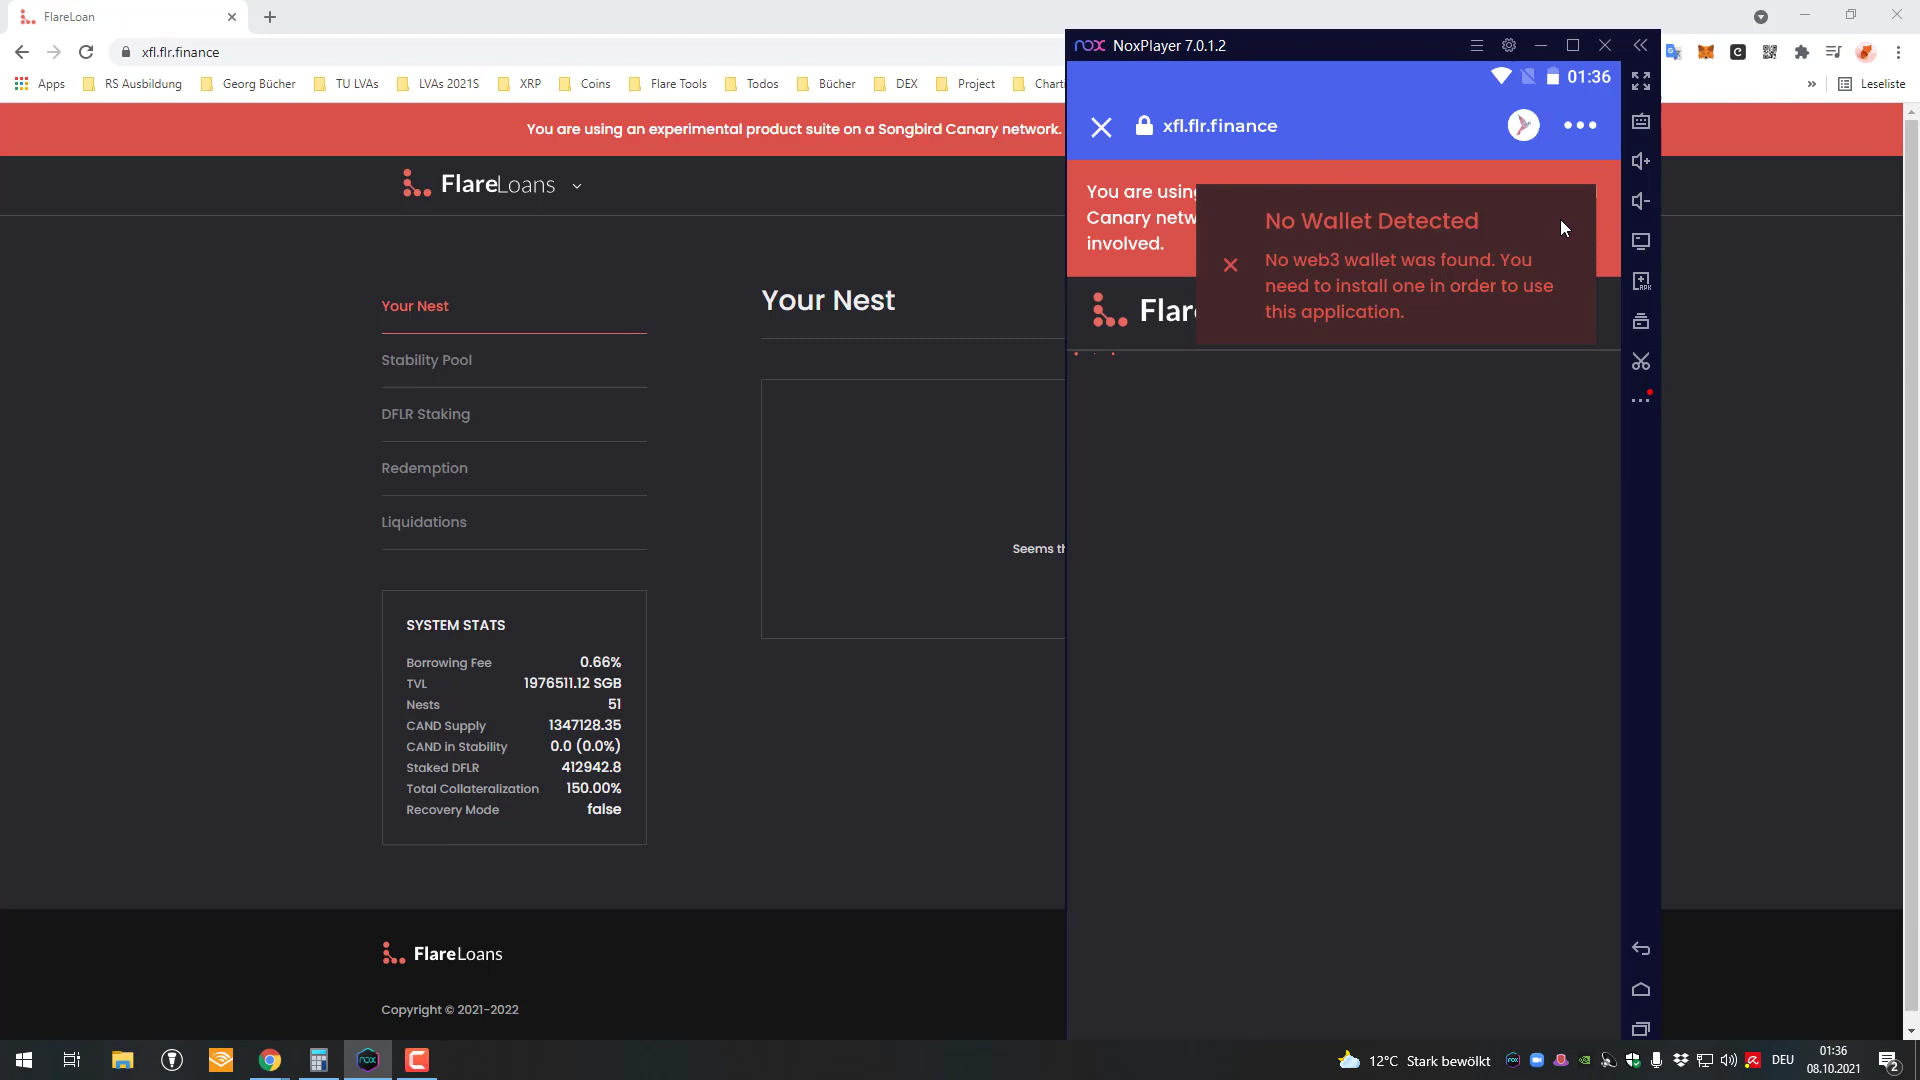 FlareLoan
xfl.flr.finance
Apps
RS Ausbildung
Georg Bücher
TU LVAs
LVAs 2021S
XRP
Coins
Flare Tools
Todos
Bücher
DEX
Project
Charti
Leseliste
You are using an experimental product suite on a Songbird Canary network.
FlareLoans
Your Nest
Stability Pool
DFLR Staking
Redemption
Liquidations
SYSTEM STATS
Borrowing Fee 0.66%
TVL 1976511.12 SGB
Nests 51
CAND Supply 1347128.35
CAND in Stability 0.0 (0.0%)
Staked DFLR 412942.8
Total Collateralization 150.00%
Recovery Mode false
Your Nest
Seems th
FlareLoans
Copyright © 2021-2022
nox NoxPlayer 7.0.1.2
01:36
xfl.flr.finance
You are using
Canary netw
involved.
No Wallet Detected
No web3 wallet was found. You
need to install one in order to use
this application.
Flar
APK
nox
12°C Stark bewölkt
DEU
01:36
08.10.2021
2